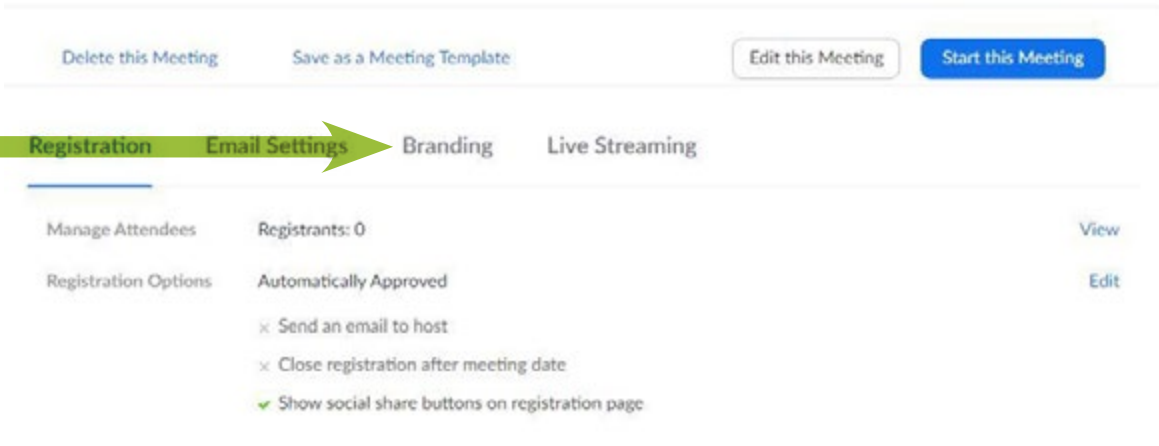 Delete this Meeting Save as a Meeting Template Edit this Meeting Start this Meeting
Registration Email Settings Branding Live Streaming
Manage Attendees Registrants: 0 View
Registration Options Automatically Approved Edit
× Send an email to host
× Close registration after meeting date
✔ Show social share buttons on registration page